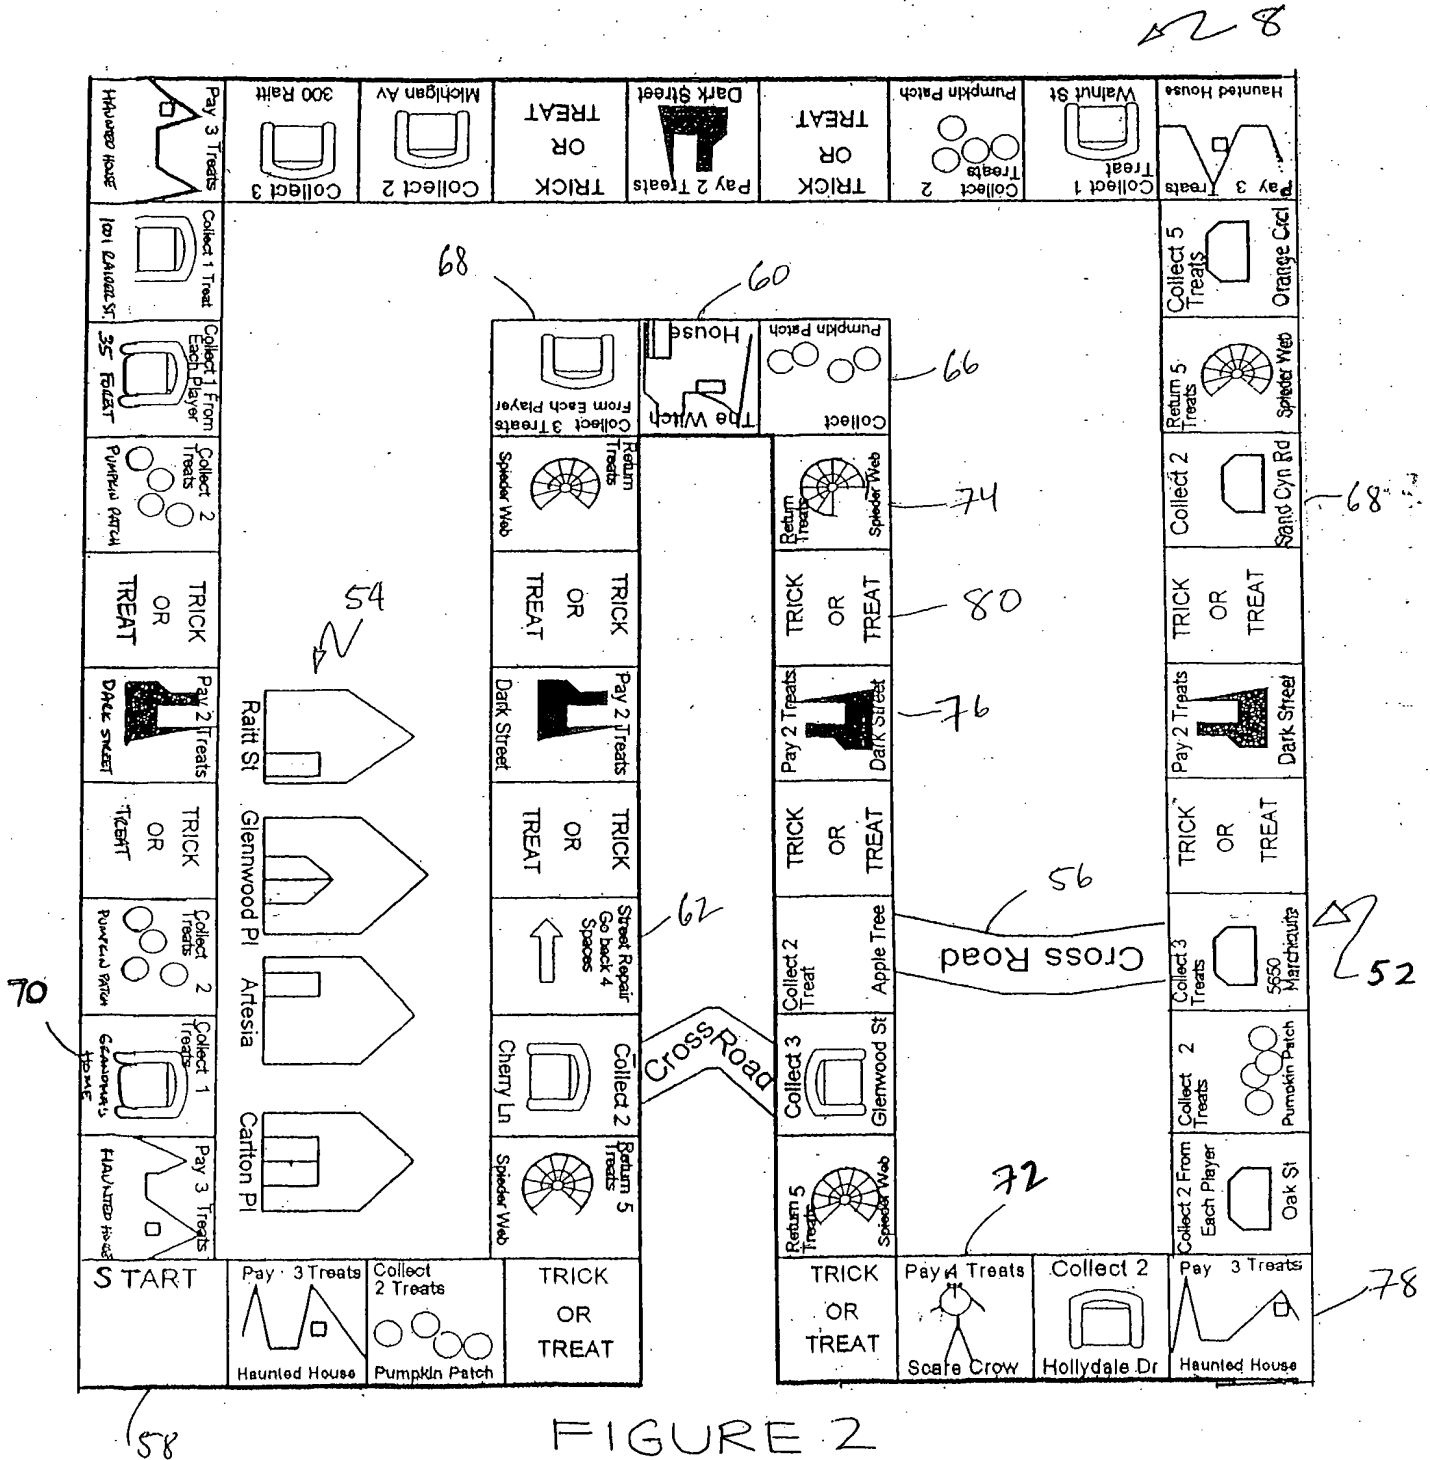 8
Pay 3 Treats
HAUNTED HOUSE
300 Raitt
Collect 3
Michigan Av
Collect 2
TRICK
OR
TREAT
Dark Street
Pay 2 Treats
TRICK
OR
TREAT
Pumpkin Patch
Collect 2
Treats
Walnut St
Collect 1
Treat
Haunted House
Pay 3
Treats
Collect 1 Treat
1001 RAIDER ST.
Collect 1 From
Each Player
35 FOREST
Collect 2
Treats
PUMPKIN PATCH
TRICK
OR
TREAT
Pay 2 Treats
DARK STREET
TRICK
OR
TREAT
Collect 2
Treats
PUMPKIN PATCH
70
Collect 1
Treats
GRANDMA'S
HOME
Pay 3 Treats
HAUNTED HOUSE
54
Raitt St
Glennwood Pl
Artesia
Carlton Pl
68
60
66
Collect 3 Treats
From Each Player
The Witch
House
Pumpkin Patch
Collect
Return
Treats
Spieder Web
TRICK
OR
TREAT
Pay 2 Treats
Dark Street
TRICK
OR
TREAT
Street Repair
Go back 4
Spaces
62
Collect 2
Cherry Ln
Return 5
Treats
Spieder Web
Cross Road
Return
Treats
Spieder Web
74
TRICK
OR
TREAT
80
Pay 2 Treats
Dark Street
76
TRICK
OR
TREAT
Collect 2
Treat
Apple Tree
56
Cross Road
Collect 3
Glenwood St
Return 5
Treats
Spieder Web
72
Collect 5
Treats
Orange Crcl
Return 5
Treats
Spieder Web
Collect 2
Sand Cyn Rd
68
TRICK
OR
TREAT
Pay 2 Treats
Dark Street
TRICK
OR
TREAT
Collect 3
Treats
5650
52
Collect 2
Treats
Pumpkin Patch
Collect 2 From
Each Player
Oak St
START
Pay 3 Treats
Haunted House
Collect
2 Treats
Pumpkin Patch
TRICK
OR
TREAT
TRICK
OR
TREAT
Pay 4 Treats
Scare Crow
Collect 2
Hollydale Dr
Pay 3 Treats
Haunted House
78
58
FIGURE 2